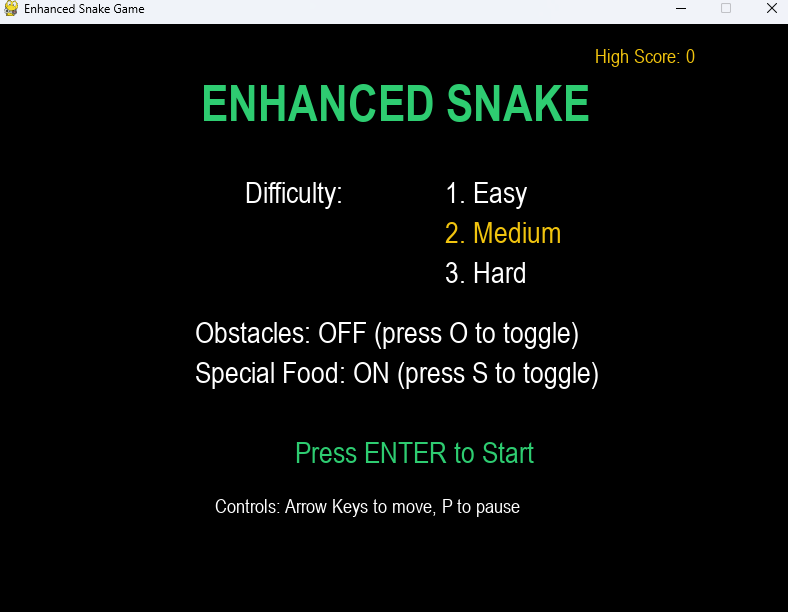 Enhanced Snake Game
High Score: 0
ENHANCED SNAKE
Difficulty: 1. Easy
2. Medium
3. Hard
Obstacles: OFF (press O to toggle)
Special Food: ON (press S to toggle)
Press ENTER to Start
Controls: Arrow Keys to move, P to pause